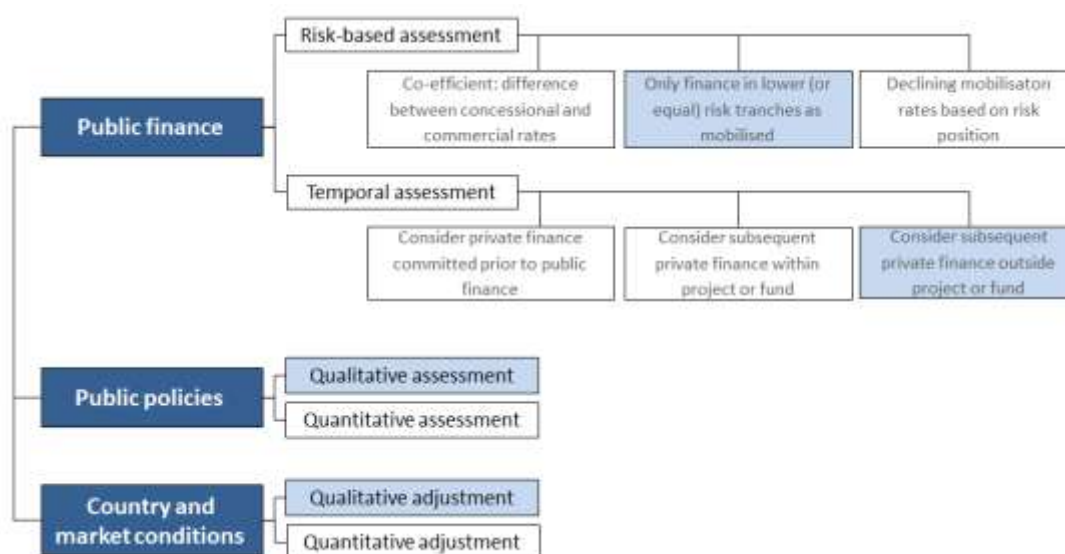 Risk-based assessment
Co-efficient: difference
between concessional and
commercial rates
Only finance in lower (or
equal) risk tranches as
mobilised
Declining mobilisaton
rates based on risk
position
Public finance
Temporal assessment
Consider private finance
committed prior to public
finance
Consider subsequent
private finance within
project or fund
Consider subsequent
private finance outside
project or fund
Public policies
Qualitative assessment
Quantitative assessment
Country and
market conditions
Qualitative adjustment
Quantitative adjustment